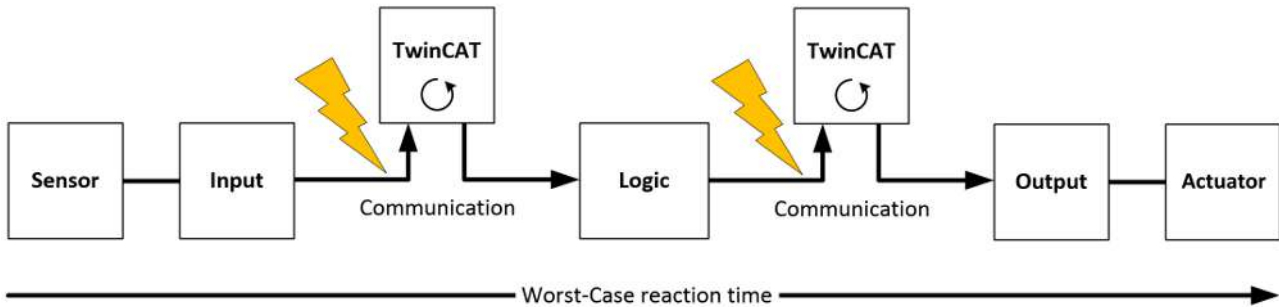 TwinCAT
TwinCAT
Sensor
Input
Logic
Output
Actuator
Communication
Communication
Worst-Case reaction time